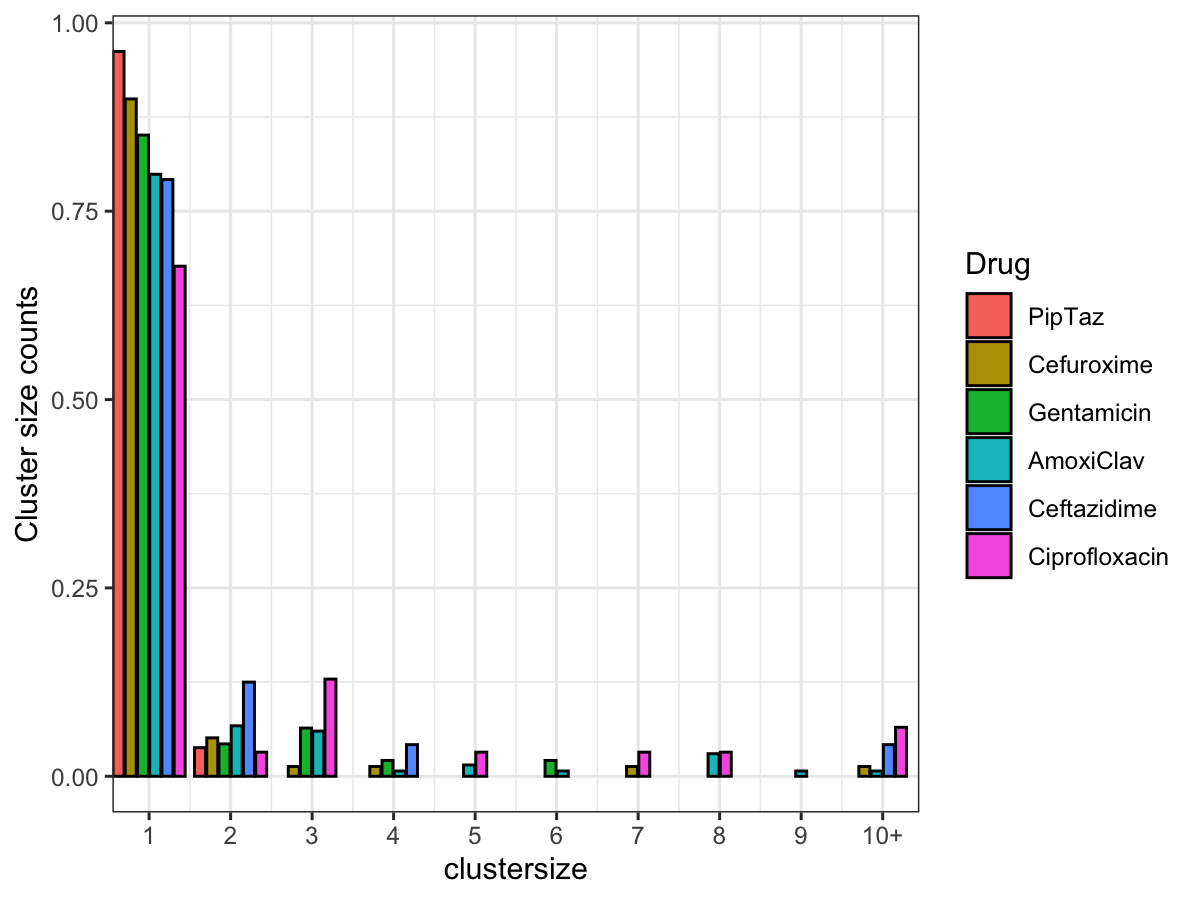 1.00
0.75
0.50
0.25
0.00
Cluster size counts
1 2 3 4 5 6 7 8 9 10+
clustersize
Drug
PipTaz
Cefuroxime
Gentamicin
AmoxiClav
Ceftazidime
Ciprofloxacin